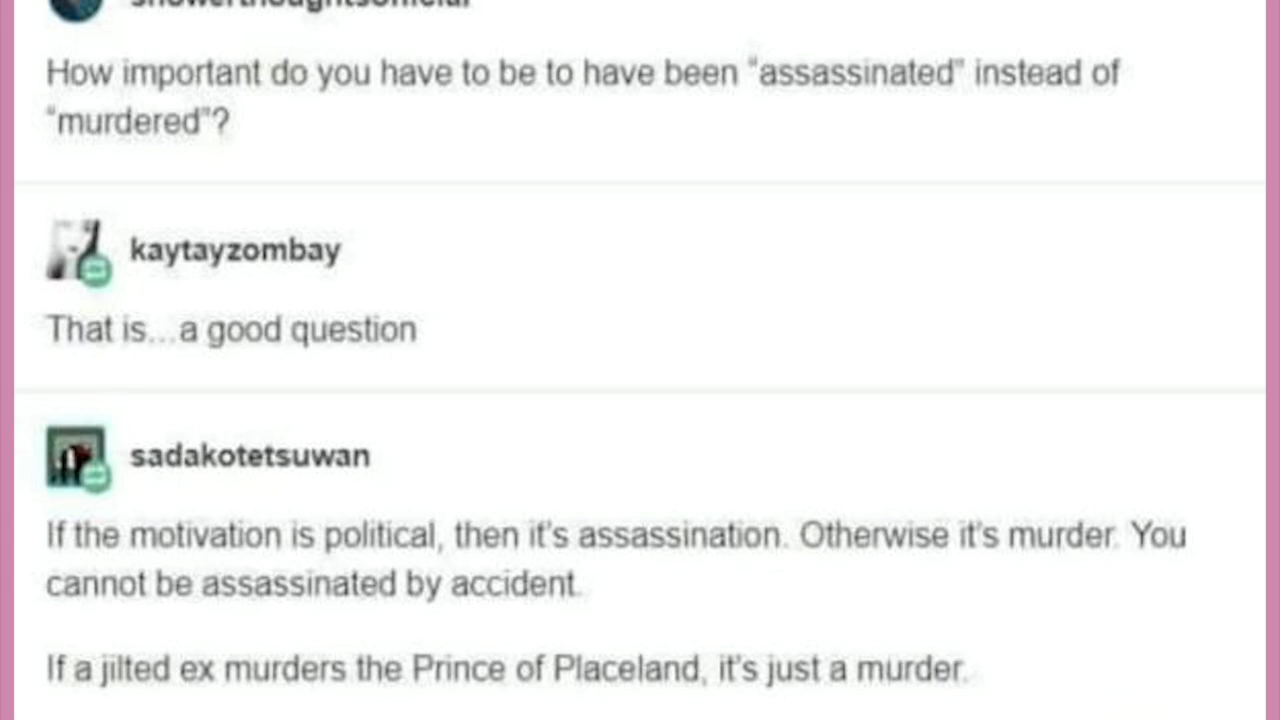 showerthoughtsofficial
How important do you have to be to have been “assassinated” instead of
“murdered”?
kaytayzombay
That is...a good question
sadakotetsuwan
If the motivation is political, then it's assassination. Otherwise it's murder. You
cannot be assassinated by accident.
If a jilted ex murders the Prince of Placeland, it's just a murder.